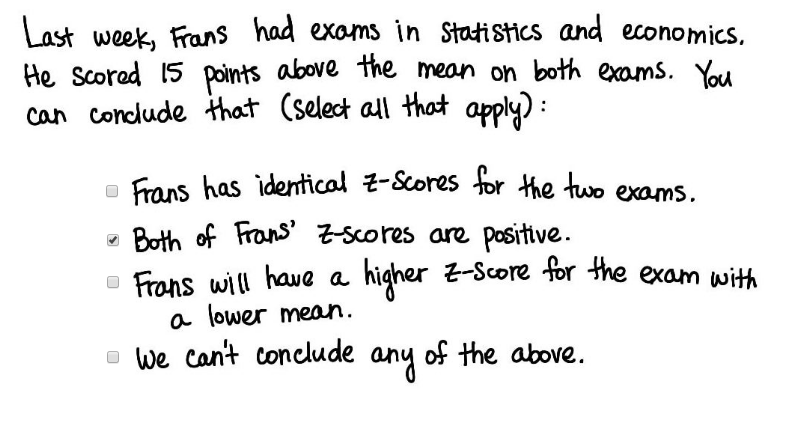 Last week, Frans had exams in statistics and economics.
He scored 15 points above the mean on both exams. You
can conclude that (select all that apply):
Frans has identical z-scores for the two exams.
Both of Frans' z-scores are positive.
Frans will have a higher z-score for the exam with
a lower mean.
We can't conclude any of the above.